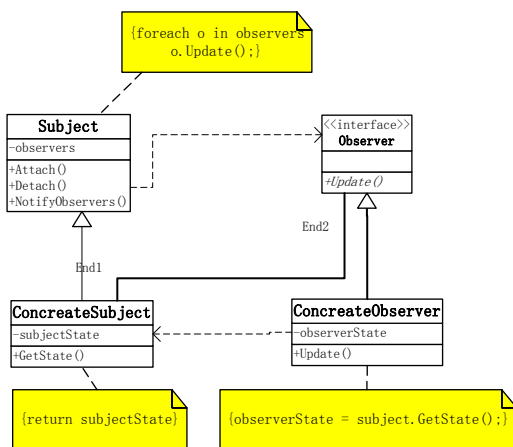 {foreach o in observers
o.Update();}
Subject
-observers
+Attach()
+Detach()
+NotifyObservers()
<<interface>>
Observer
+Update()
End2
End1
ConcreateSubject
-subjectState
+GetState()
ConcreateObserver
-observerState
+Update()
{return subjectState}
{observerState = subject.GetState();}